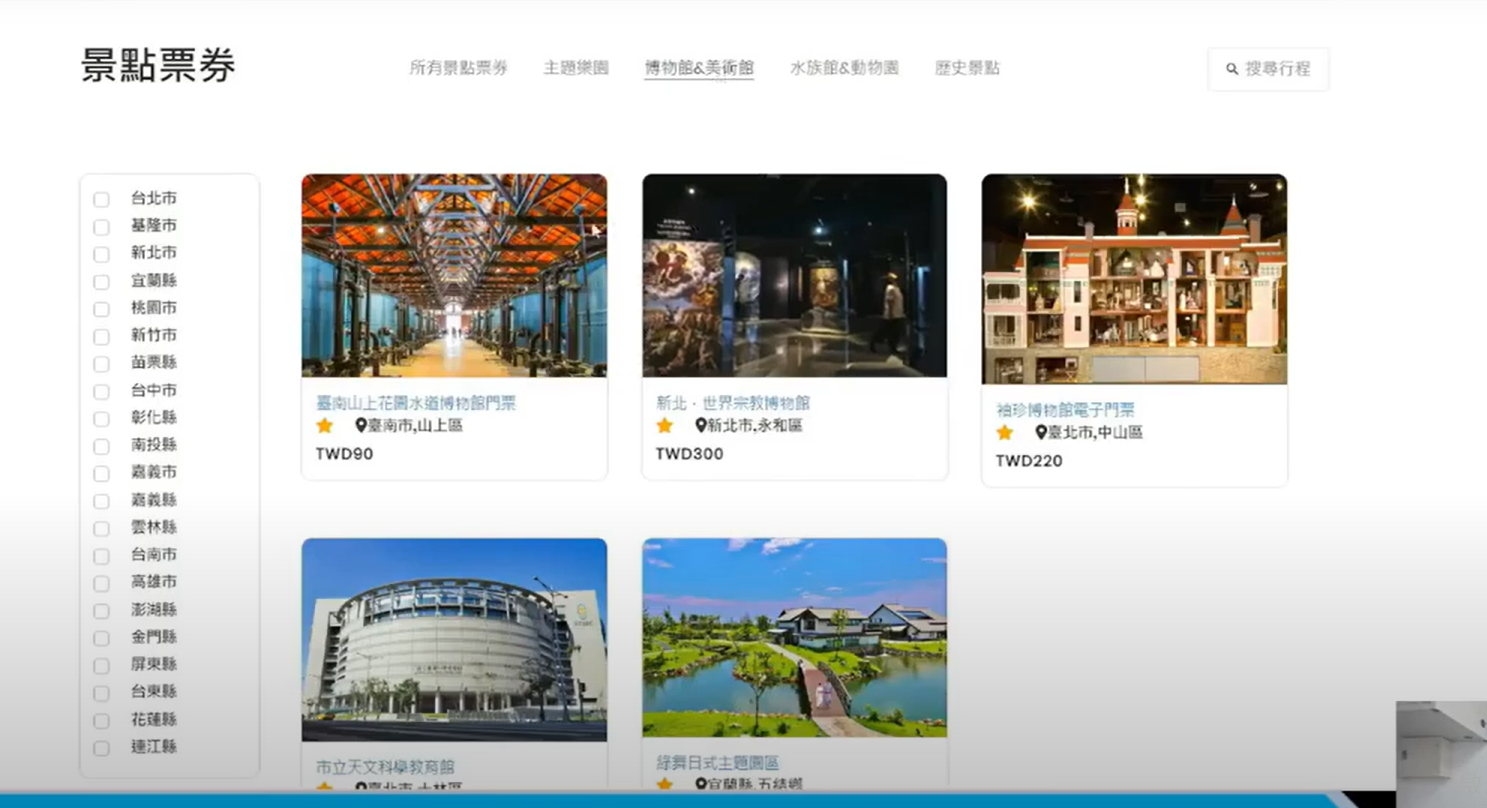 景點票券
所有景點票券
主題樂園
博物館&美術館
水族館&動物園
歷史景點
搜尋行程
台北市
基隆市
新北市
宜蘭縣
桃園市
新竹市
苗栗縣
台中市
彰化縣
南投縣
嘉義市
嘉義縣
雲林縣
台南市
高雄市
澎湖縣
金門縣
屏東縣
台東縣
花蓮縣
連江縣
臺南山上花園水道博物館門票
臺南市,山上區
TWD90
新北．世界宗教博物館
新北市,永和區
TWD300
袖珍博物館電子門票
臺北市,中山區
TWD220
市立天文科學教育館
臺北市,士林區
綠舞日式主題園區
宜蘭縣,五結鄉